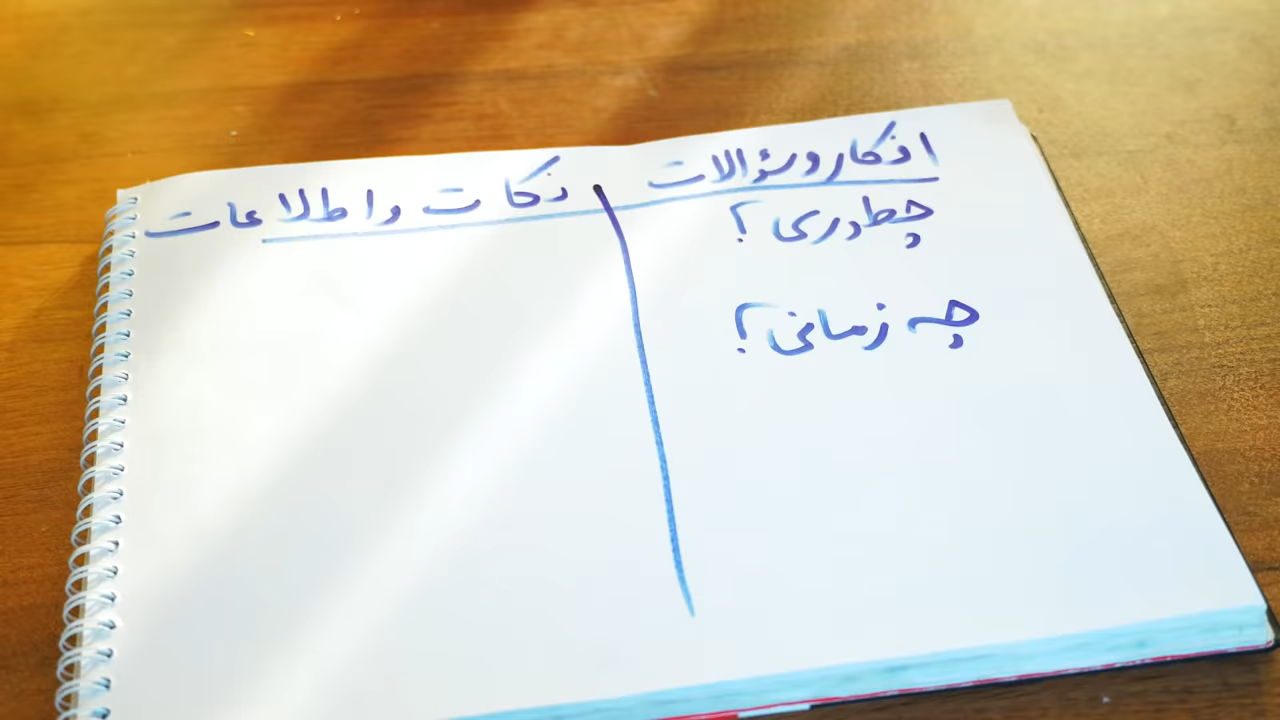 افکار و سؤالات
چطوری؟
چه زمانی؟
نکات و اطلاعات